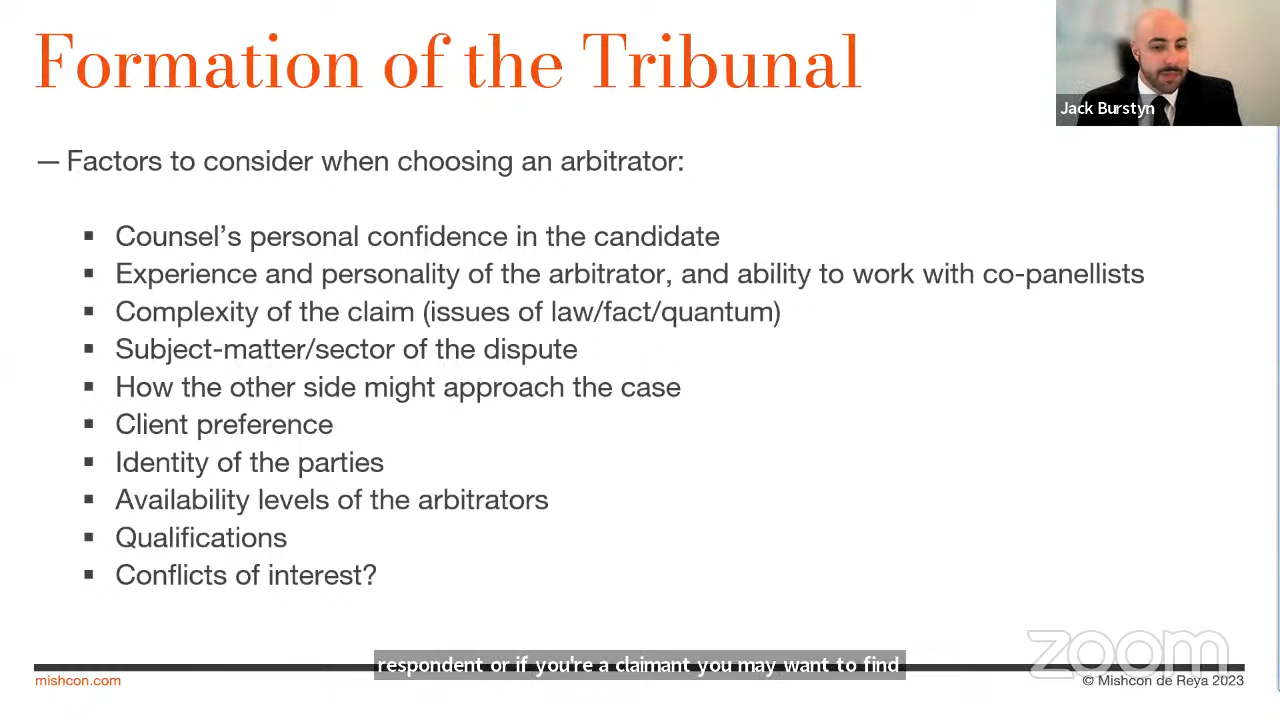 Formation of the Tribunal
Jack Burstyn
— Factors to consider when choosing an arbitrator:
▪ Counsel’s personal confidence in the candidate
▪ Experience and personality of the arbitrator, and ability to work with co-panellists
▪ Complexity of the claim (issues of law/fact/quantum)
▪ Subject-matter/sector of the dispute
▪ How the other side might approach the case
▪ Client preference
▪ Identity of the parties
▪ Availability levels of the arbitrators
▪ Qualifications
▪ Conflicts of interest?
zoom
respondent or if you're a claimant you may want to find
mishcon.com
© Mishcon de Reya 2023